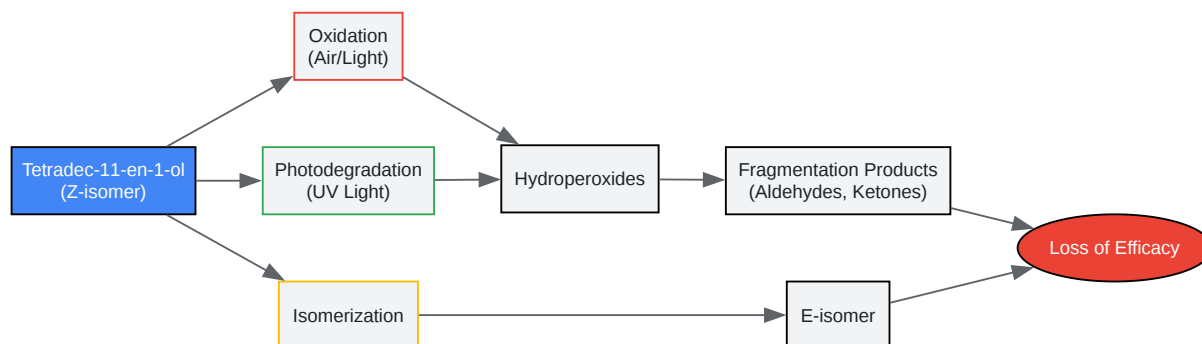 Oxidation
(Air/Light)
Tetradec-11-en-1-ol
(Z-isomer)
Photodegradation
(UV Light)
Hydroperoxides
Fragmentation Products
(Aldehydes, Ketones)
Loss of Efficacy
Isomerization
E-isomer